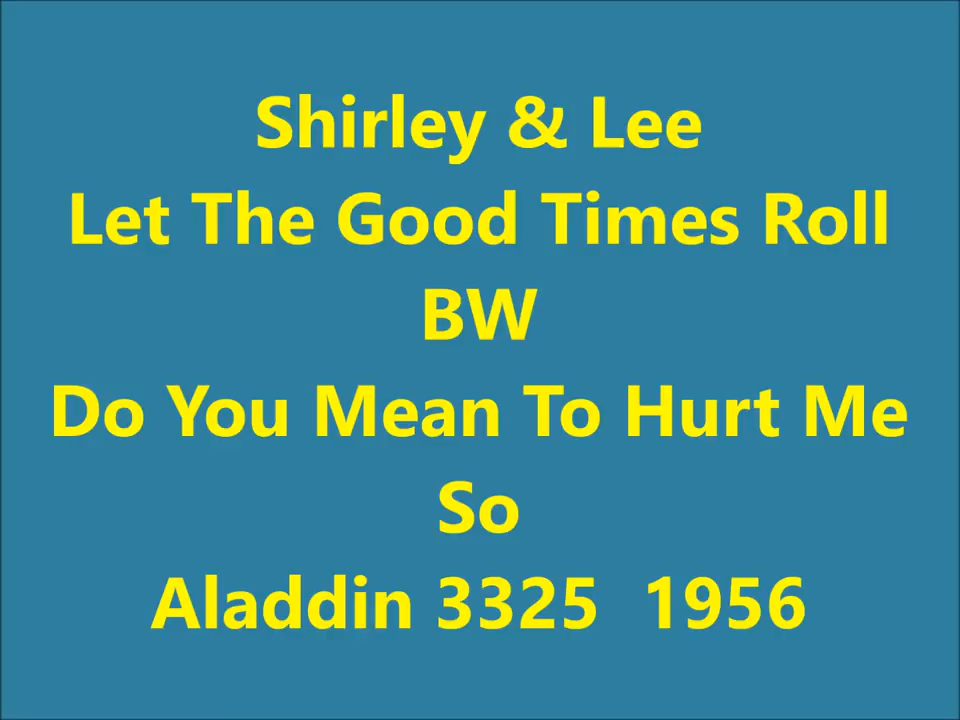 Shirley & Lee
Let The Good Times Roll
BW
Do You Mean To Hurt Me
So
Aladdin 3325  1956